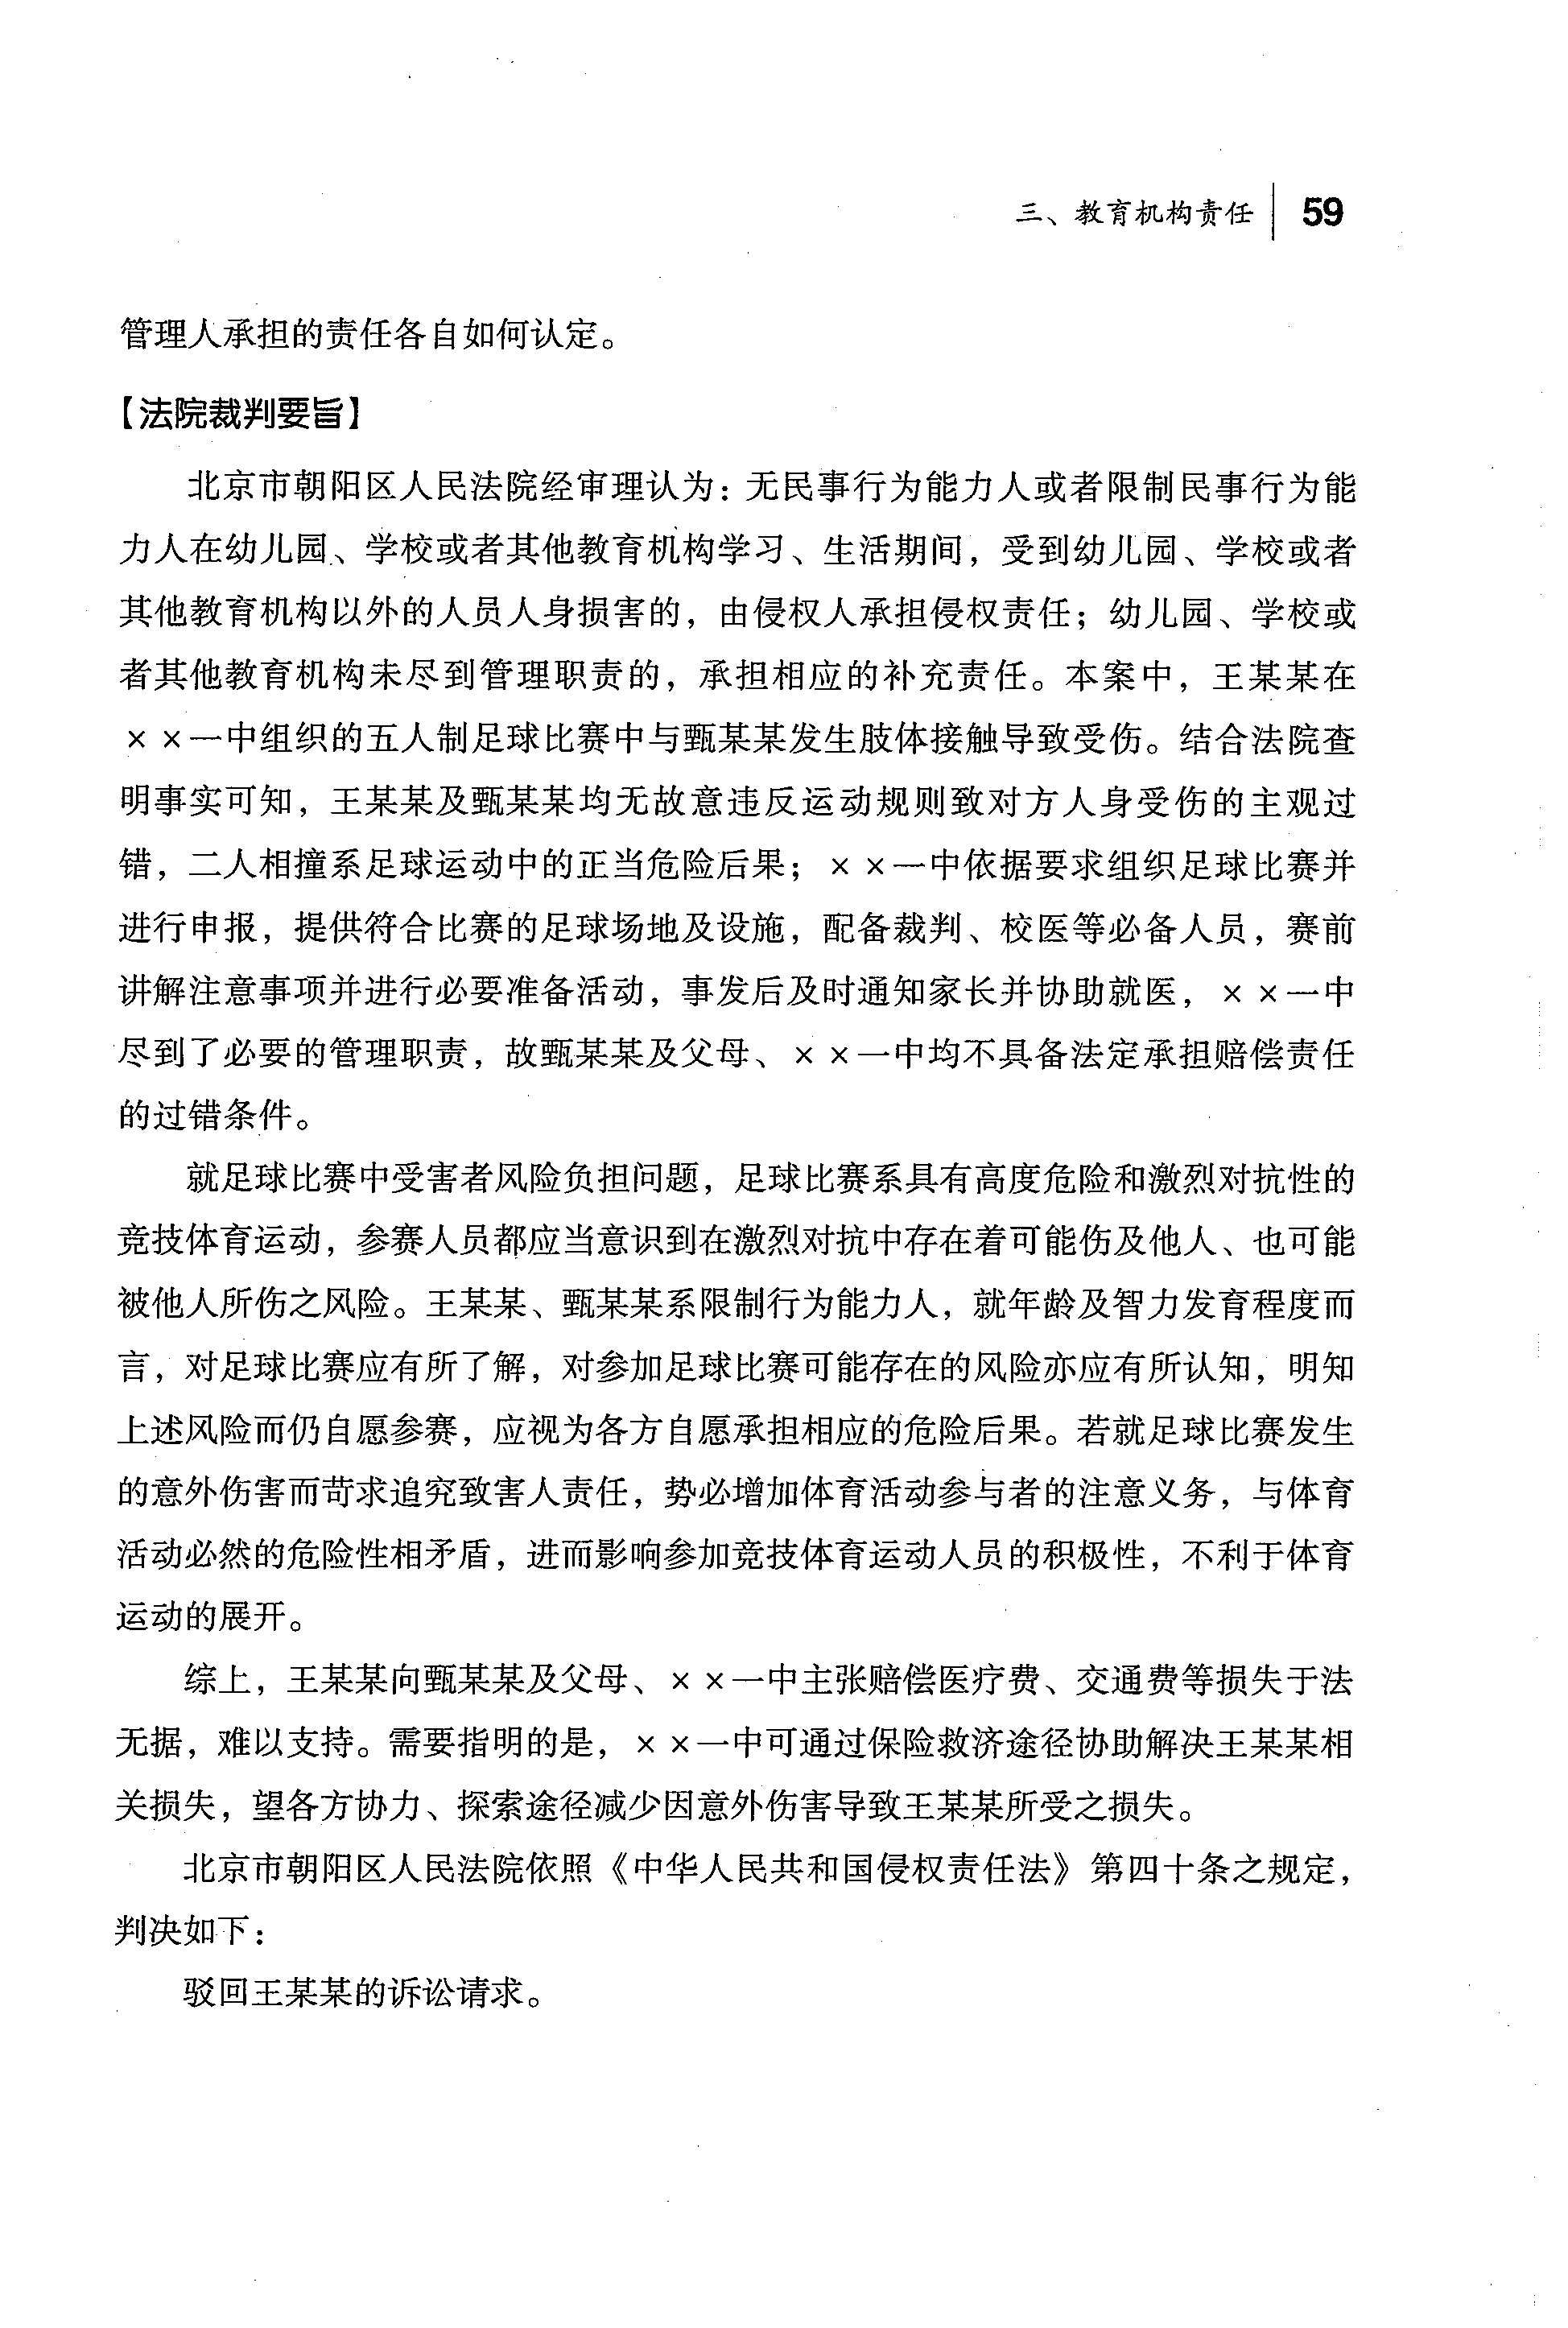 三、教育机构责任 59
管理人承担的责任各自如何认定。
【法院裁判要旨】
北京市朝阳区人民法院经审理认为：无民事行为能力人或者限制民事行为能
力人在幼儿园、学校或者其他教育机构学习、生活期间，受到幼儿园、学校或者
其他教育机构以外的人员人身损害的，由侵权人承担侵权责任；幼儿园、学校或
者其他教育机构未尽到管理职责的，承担相应的补充责任。本案中，王某某在
××一中组织的五人制足球比赛中与甄某某发生肢体接触导致受伤。结合法院查
明事实可知，王某某及甄某某均无故意违反运动规则致对方人身受伤的主观过
错，二人相撞系足球运动中的正当危险后果；××一中依据要求组织足球比赛并
进行申报，提供符合比赛的足球场地及设施，配备裁判、校医等必备人员，赛前
讲解注意事项并进行必要准备活动，事发后及时通知家长并协助就医，××一中
尽到了必要的管理职责，故甄某某及父母、××一中均不具备法定承担赔偿责任
的过错条件。
就足球比赛中受害者风险负担问题，足球比赛系具有高度危险和激烈对抗性的
竞技体育运动，参赛人员都应当意识到在激烈对抗中存在着可能伤及他人、也可能
被他人所伤之风险。王某某、甄某某系限制行为能力人，就年龄及智力发育程度而
言，对足球比赛应有所了解，对参加足球比赛可能存在的风险亦应有所认知，明知
上述风险而仍自愿参赛，应视为各方自愿承担相应的危险后果。若就足球比赛发生
的意外伤害而苛求追究致害人责任，势必增加体育活动参与者的注意义务，与体育
活动必然的危险性相矛盾，进而影响参加竞技体育运动人员的积极性，不利于体育
运动的展开。
综上，王某某向甄某某及父母、××一中主张赔偿医疗费、交通费等损失于法
无据，难以支持。需要指明的是，××一中可通过保险救济途径协助解决王某某相
关损失，望各方协力、探索途径减少因意外伤害导致王某某所受之损失。
北京市朝阳区人民法院依照《中华人民共和国侵权责任法》第四十条之规定，
判决如下：
驳回王某某的诉讼请求。